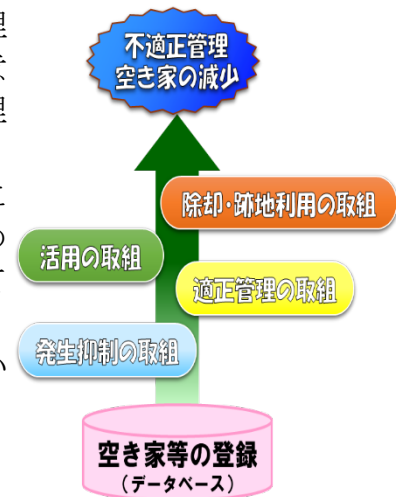 不適正管理
空き家の減少
除却・跡地利用の取組
活用の取組
適正管理の取組
発生抑制の取組
空き家等の登録
（データベース）